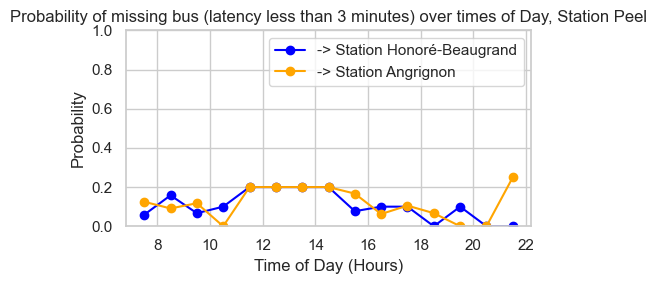 Probability of missing bus (latency less than 3 minutes) over times of Day, Station Peel
1.0
0.8
0.6
0.4
0.2
0.0
Probability
-> Station Honoré-Beaugrand
-> Station Angrignon
8 10 12 14 16 18 20 22
Time of Day (Hours)